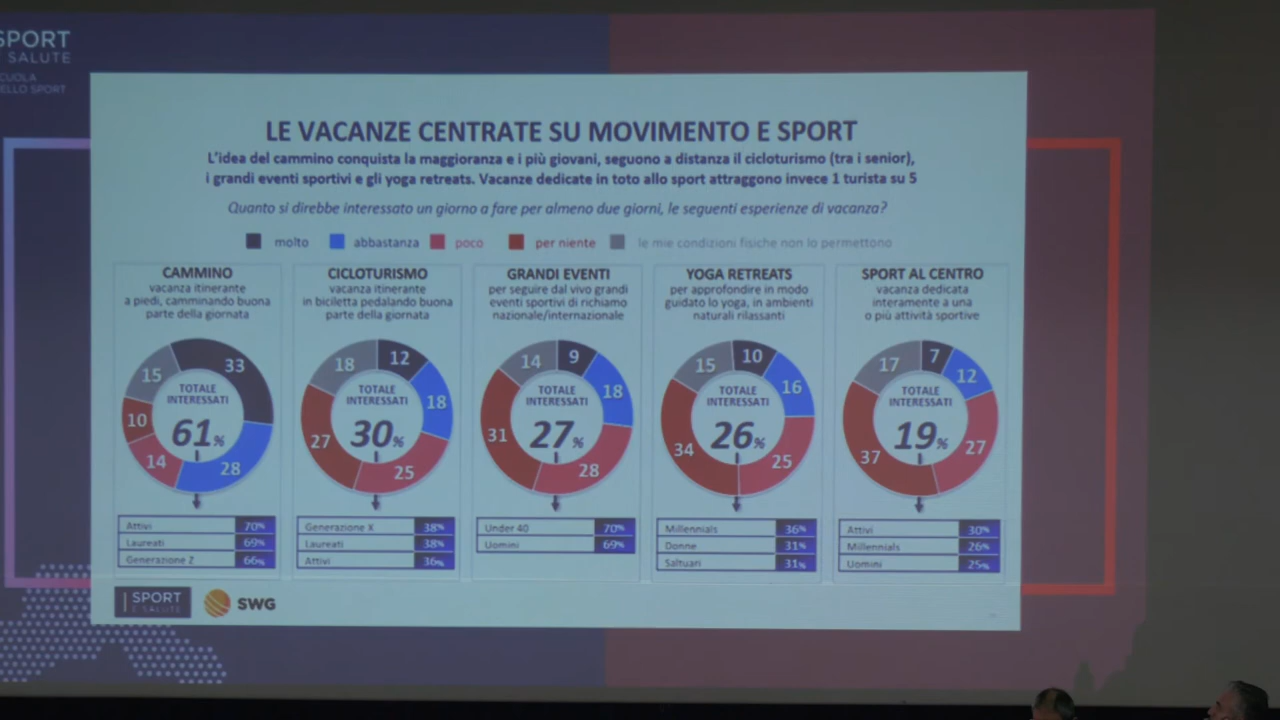 SPORT
SALUTE
CUOLA
ELLO SPORT
LE VACANZE CENTRATE SU MOVIMENTO E SPORT
L'idea del cammino conquista la maggioranza e i più giovani, seguono a distanza il cicloturismo (tra i senior),
i grandi eventi sportivi e gli yoga retreats. Vacanze dedicate in toto allo sport attraggono invece 1 turista su 5
Quanto si direbbe interessato un giorno a fare per almeno due giorni, le seguenti esperienze di vacanza?
molto abbastanza poco per niente le mie condizioni fisiche non lo permettono
CAMMINO
vacanza itinerante
a piedi, camminando buona
parte della giornata
33
28
14
10
15
TOTALE
INTERESSATI
61%
Attivi 70%
Laureati 69%
Generazione Z 66%
CICLOTURISMO
vacanza itinerante
in biciletta pedalando buona
parte della giornata
12
18
25
27
18
TOTALE
INTERESSATI
30%
Generazione X 38%
Laureati 38%
Attivi 36%
GRANDI EVENTI
per seguire dal vivo grandi
eventi sportivi di richiamo
nazionale/internazionale
9
18
28
31
14
TOTALE
INTERESSATI
27%
Under 40 70%
Uomini 69%
YOGA RETREATS
per approfondire in modo
guidato lo yoga, in ambienti
naturali rilassanti
10
16
25
34
15
TOTALE
INTERESSATI
26%
Millennials 36%
Donne 31%
Saltuari 31%
SPORT AL CENTRO
vacanza dedicata
interamente a una
o più attività sportive
7
12
27
37
17
TOTALE
INTERESSATI
19%
Attivi 30%
Millennials 26%
Uomini 25%
SPORT
E SALUTE
SWG